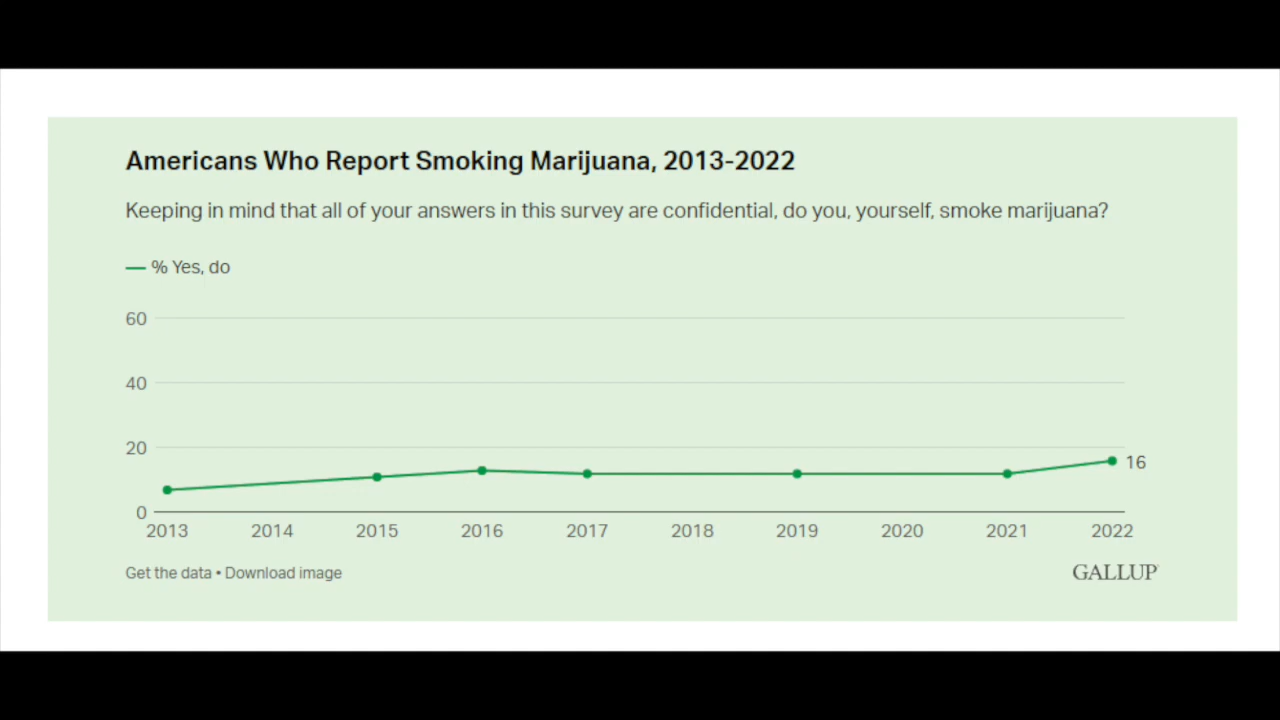 Americans Who Report Smoking Marijuana, 2013-2022
Keeping in mind that all of your answers in this survey are confidential, do you, yourself, smoke marijuana?
% Yes, do
60
40
20
16
0
2013 2014 2015 2016 2017 2018 2019 2020 2021 2022
Get the data • Download image
GALLUP